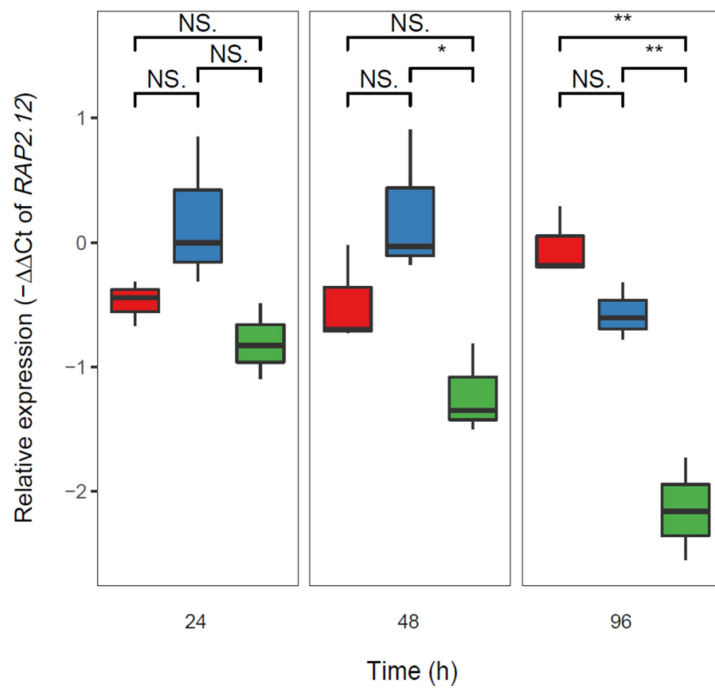 NS.
NS.
**
NS.
*
**
NS.
NS.
NS.
1
0
−1
−2
Relative expression (−ΔΔCt of RAP2.12)
24
48
96
Time (h)